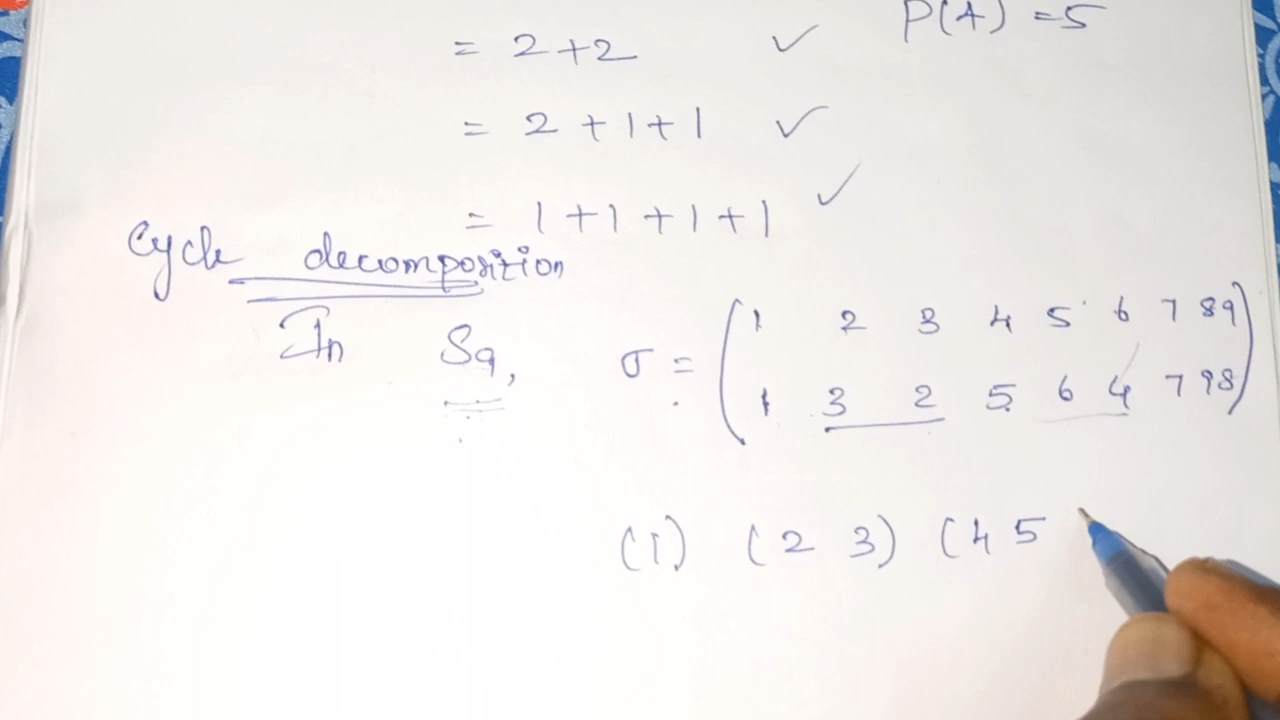 = 2+2 ✓ P(4) = 5
= 2 + 1 + 1 ✓
= 1 + 1 + 1 + 1 ✓
Cycle decomposition
In S9, σ = ( 1 2 3 4 5 6 7 8 9 )
( 1 3 2 5 6 4 7 9 8 )
(1) (2 3) (4 5